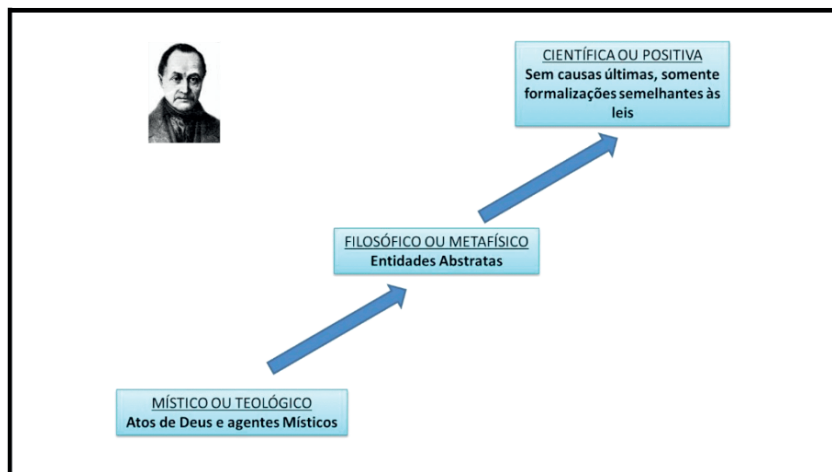 CIENTÍFICA OU POSITIVA
Sem causas últimas, somente
formalizações semelhantes às
leis
FILOSÓFICO OU METAFÍSICO
Entidades Abstratas
MÍSTICO OU TEOLÓGICO
Atos de Deus e agentes Místicos